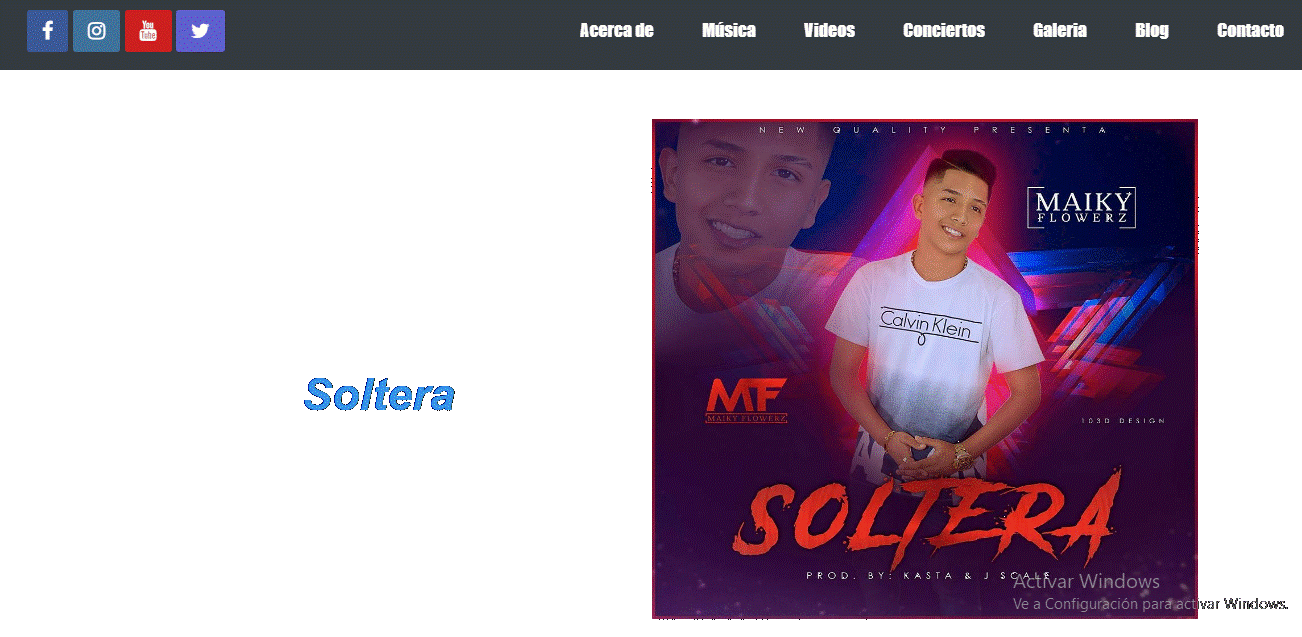 Acerca de Música Videos Conciertos Galeria Blog Contacto
You
Tube
NEW QUALITY PRESENTA
MAIKY
FLOWERZ
Calvin Klein
Soltera
MF
MAIKY FLOWERZ
103D DESIGN
SOLTERA
PROD. BY: KASTA & J SCALE
Activar Windows
Ve a Configuración para activar Windows.